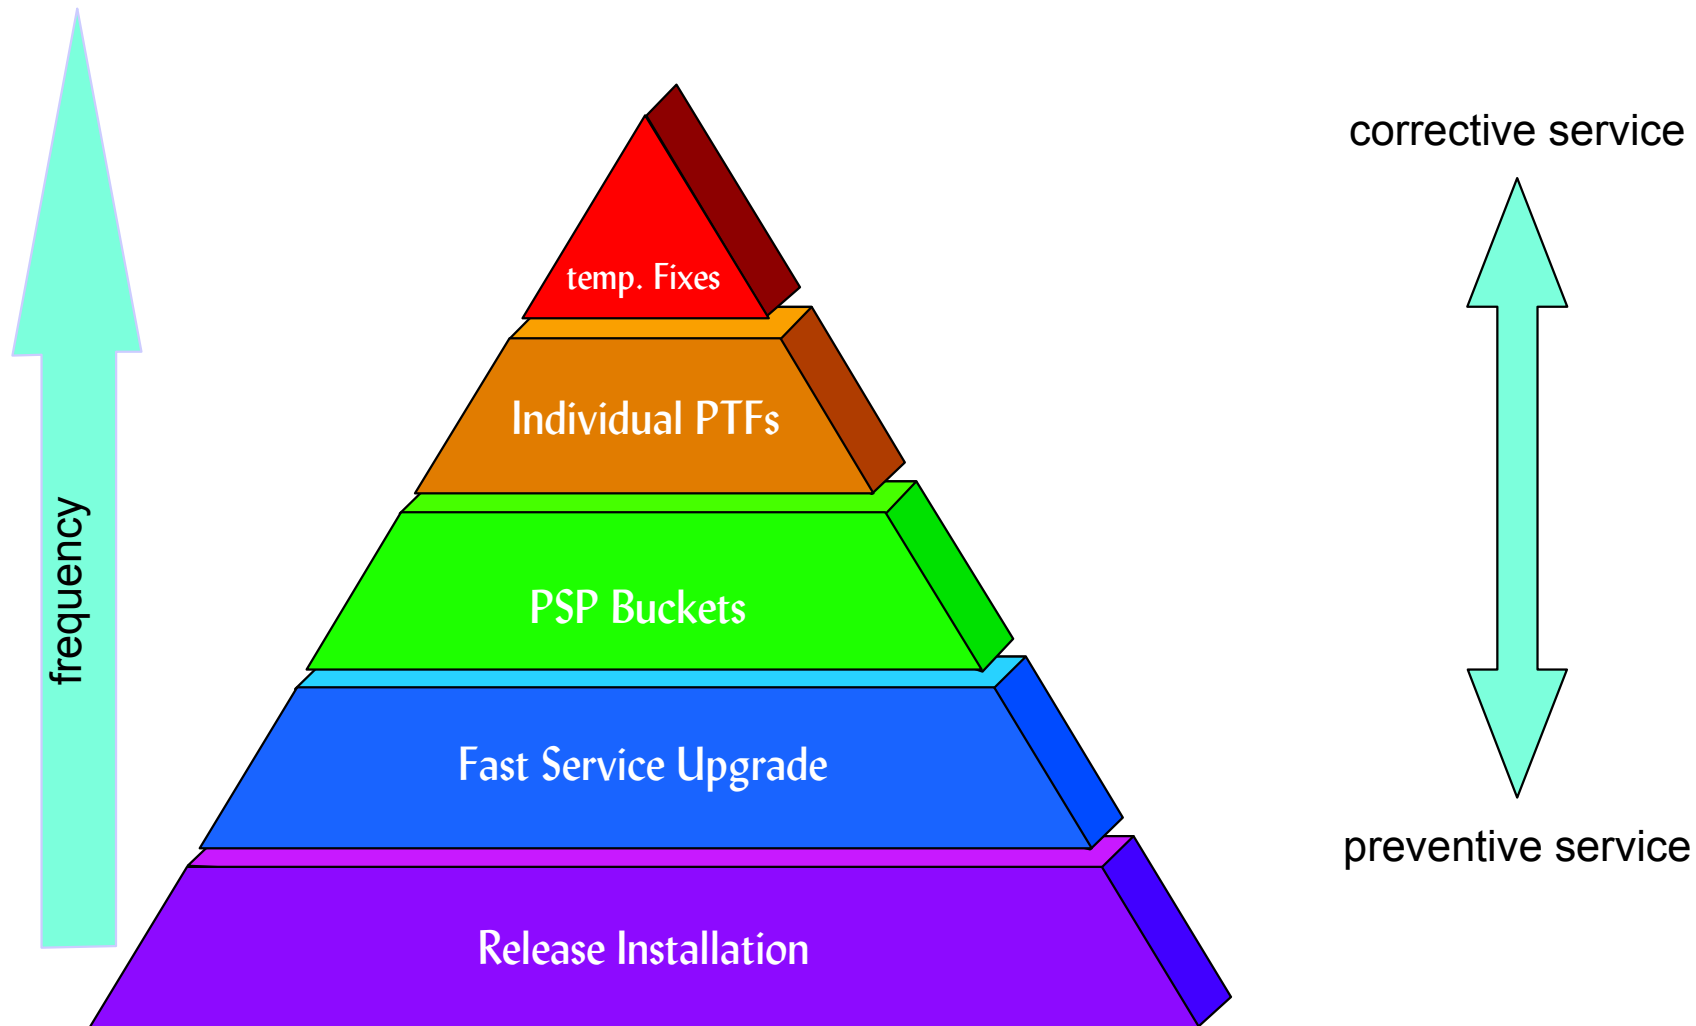 corrective service
temp. Fixes
Individual PTFs
frequency
PSP Buckets
Fast Service Upgrade
preventive service
Release Installation